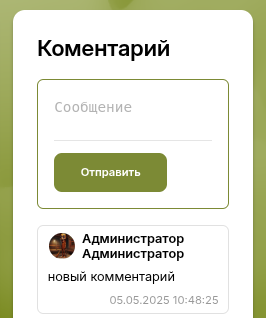 Коментарий
Сообщение
Отправить
Администратор
Администратор
новый комментарий
05.05.2025 10:48:25